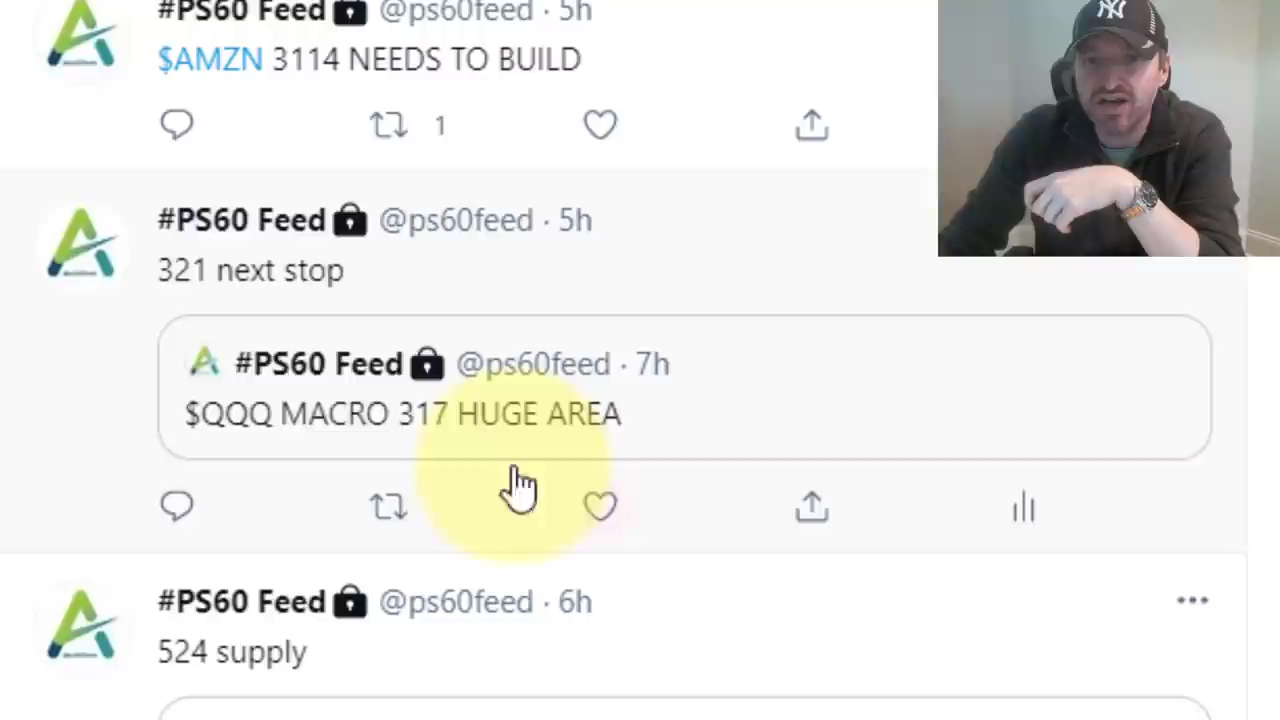 #PS60 Feed @ps60feed · 5h
$AMZN 3114 NEEDS TO BUILD
1
#PS60 Feed @ps60feed · 5h
321 next stop
#PS60 Feed @ps60feed · 7h
$QQQ MACRO 317 HUGE AREA
#PS60 Feed @ps60feed · 6h
524 supply